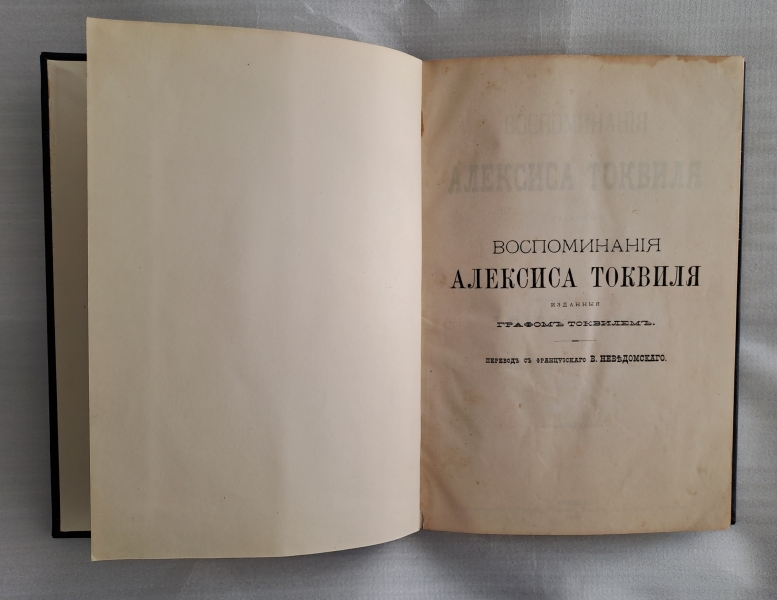 ВОСПОМИНАНІЯ
АЛЕКСИСА ТОКВИЛЯ
ИЗДАННЫЯ
ГРАФОМЪ ТОКВИЛЕМЪ.
ПЕРЕВОДЪ СЪ ФРАНЦУЗСКАГО В. НЕВѢДОМСКАГО.